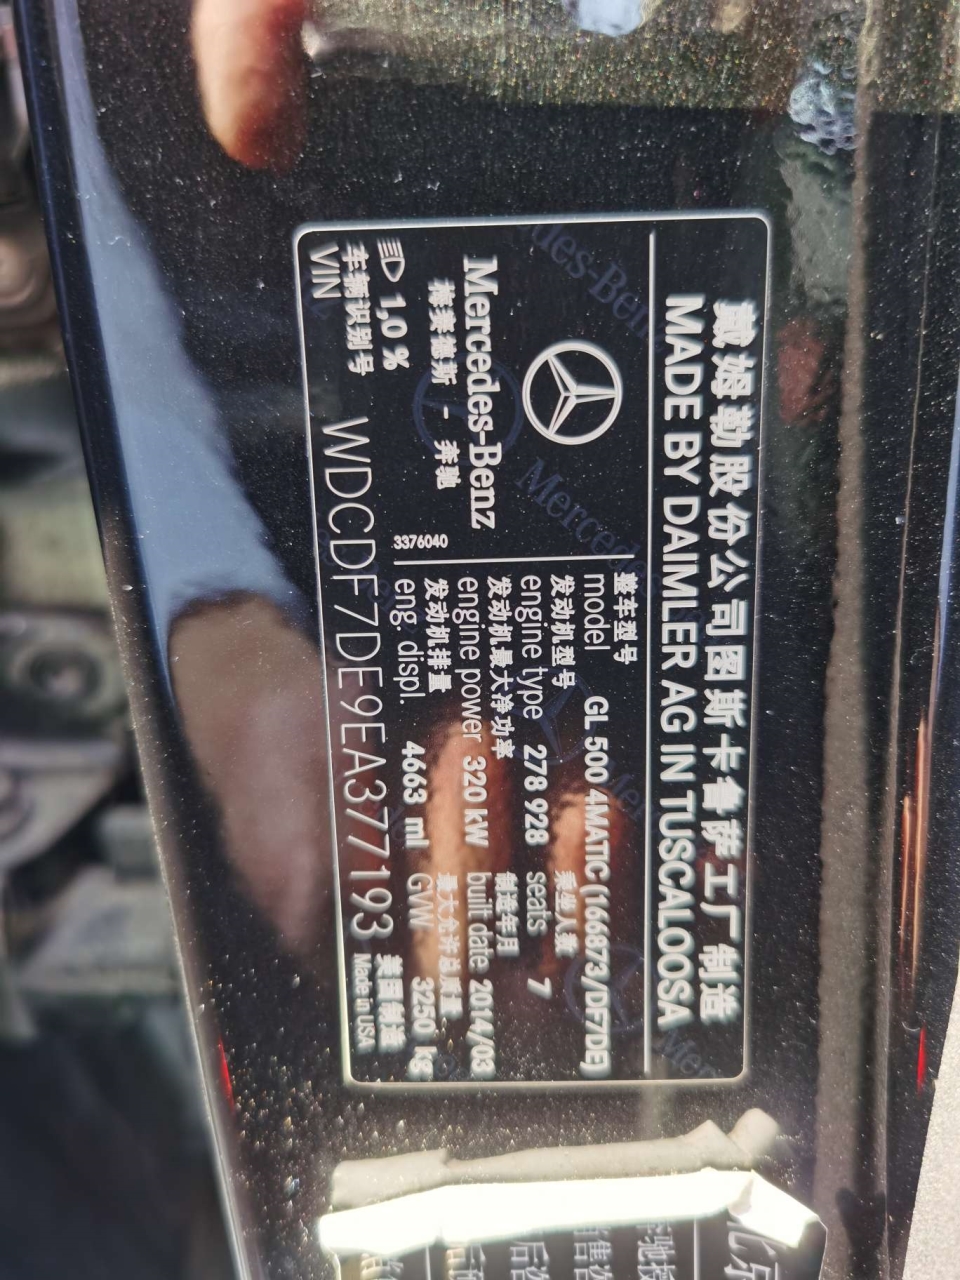 戴姆勒股份公司图斯卡鲁萨工厂制造
MADE BY DAIMLER AG IN TUSCALOOSA
Mercedes-Benz
梅赛德斯 - 奔驰
1,0 %
3376040
整车型号
model GL 500 4MATIC (166873/DF7DE)
发动机型号 乘坐人数
engine type 278 928 seats 7
发动机最大净功率 制造年月
engine power 320 kW built date 2014/03
发动机排量 最大允许总质量
eng. displ. 4663 ml GVW 3250 kg
车辆识别号 美国制造
VIN WDCDF7DE9EA377193 Made in USA